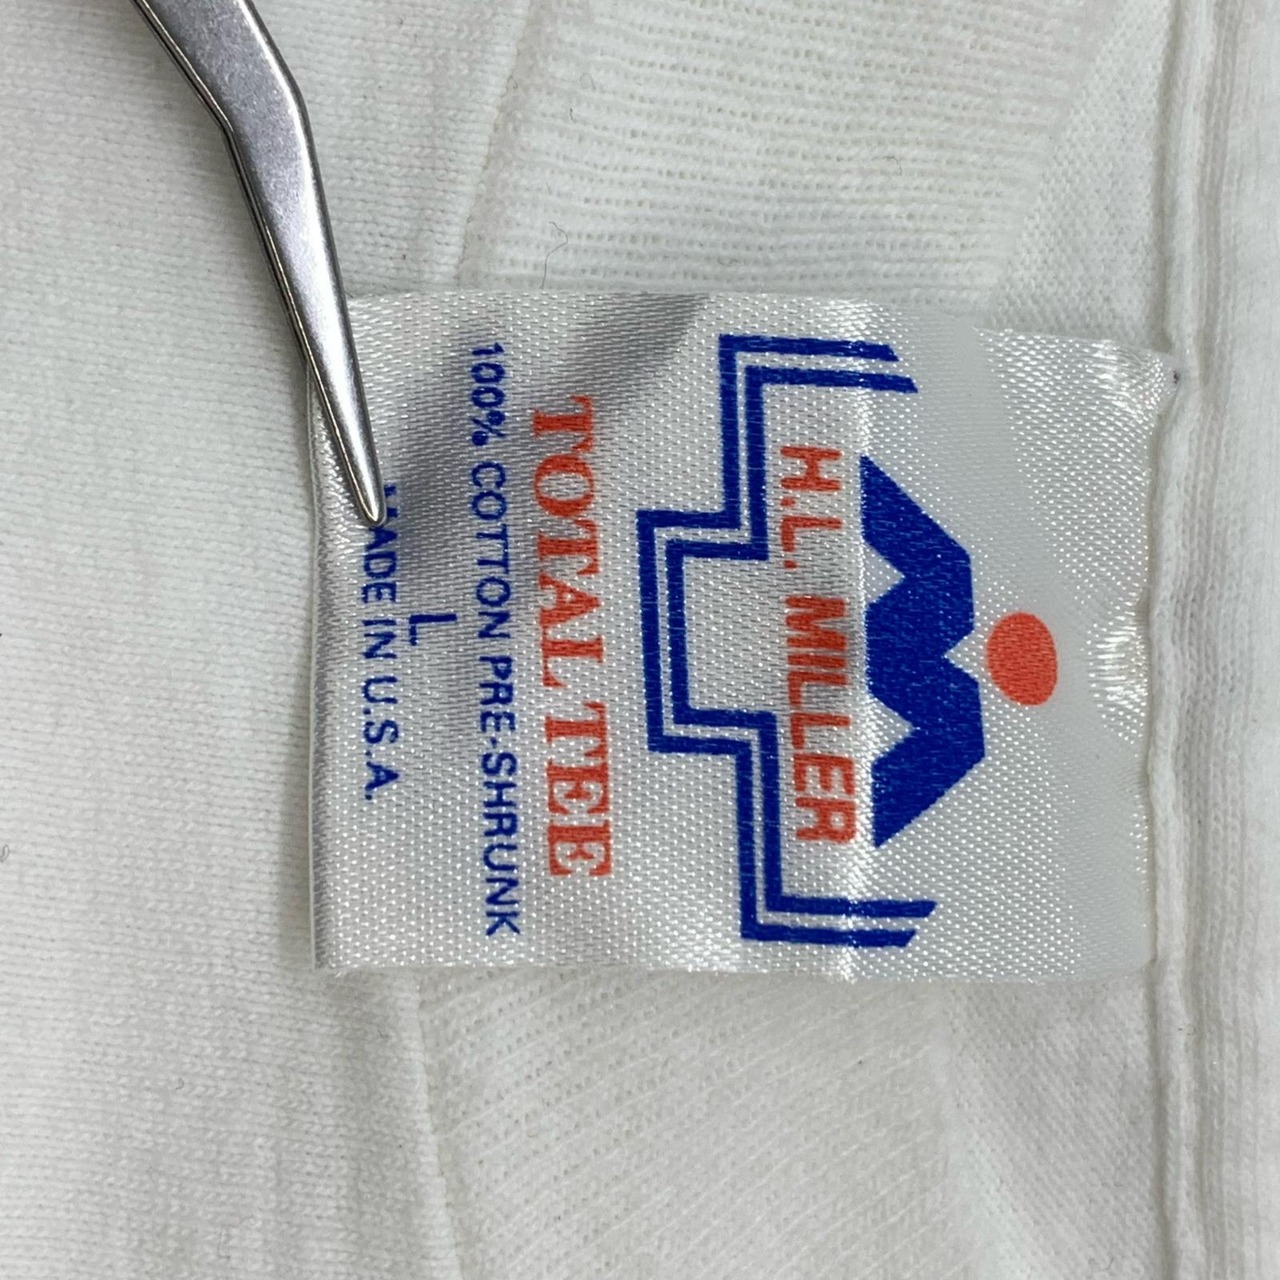 H.L. MILLER
TOTAL TEE
100% COTTON PRE-SHRUNK
L
MADE IN U.S.A.